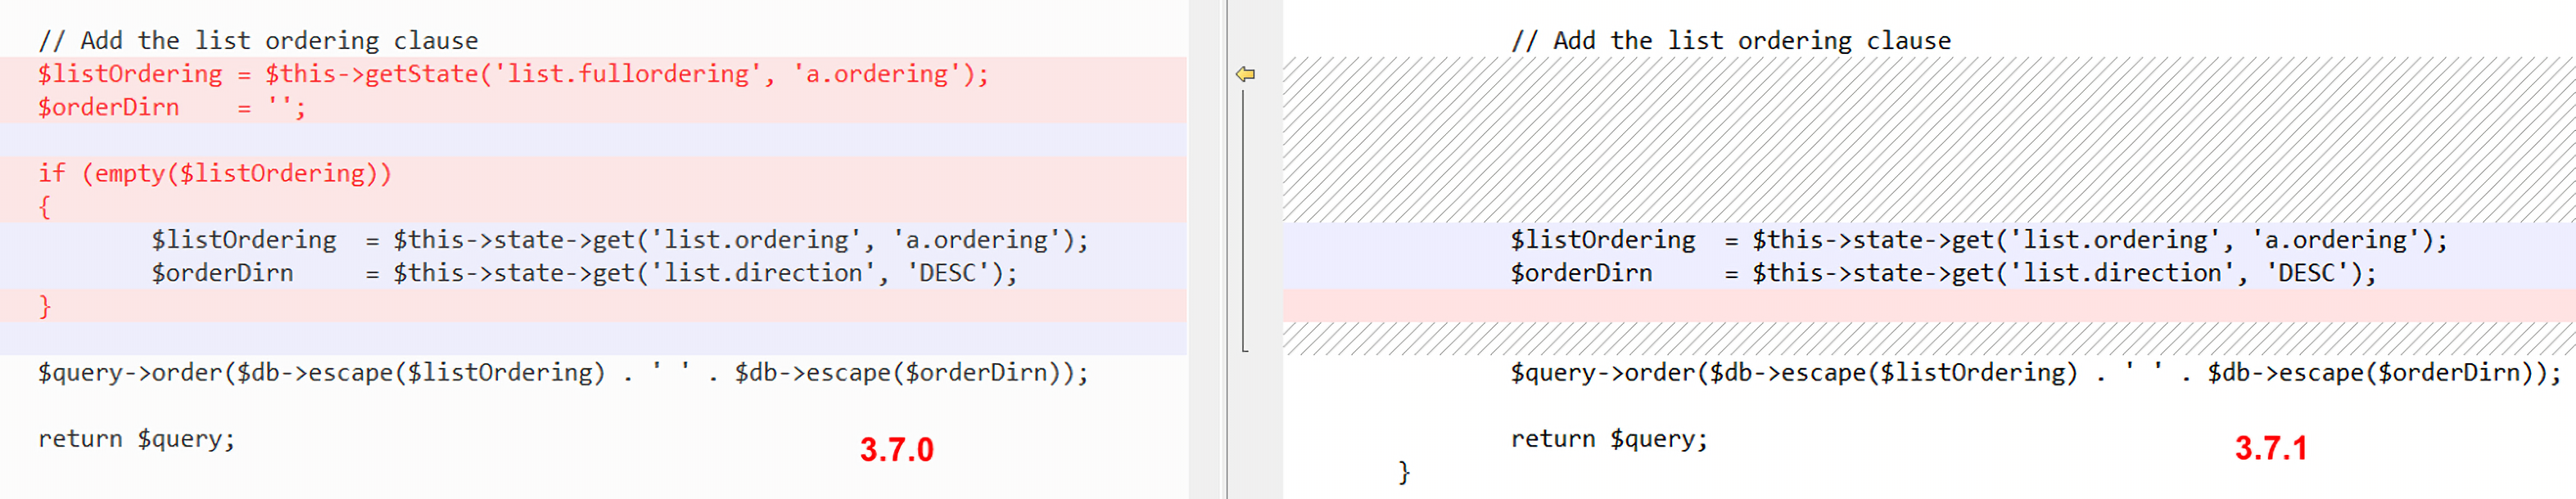 // Add the list ordering clause
$listOrdering = $this->getState('list.fullordering', 'a.ordering');
$orderDirn    = '';

if (empty($listOrdering))
{
        $listOrdering  = $this->state->get('list.ordering', 'a.ordering');
        $orderDirn     = $this->state->get('list.direction', 'DESC');
}

$query->order($db->escape($listOrdering) . ' ' . $db->escape($orderDirn));

return $query;
3.7.0
// Add the list ordering clause
$listOrdering  = $this->state->get('list.ordering', 'a.ordering');
$orderDirn     = $this->state->get('list.direction', 'DESC');

$query->order($db->escape($listOrdering) . ' ' . $db->escape($orderDirn));

return $query;
3.7.1
}